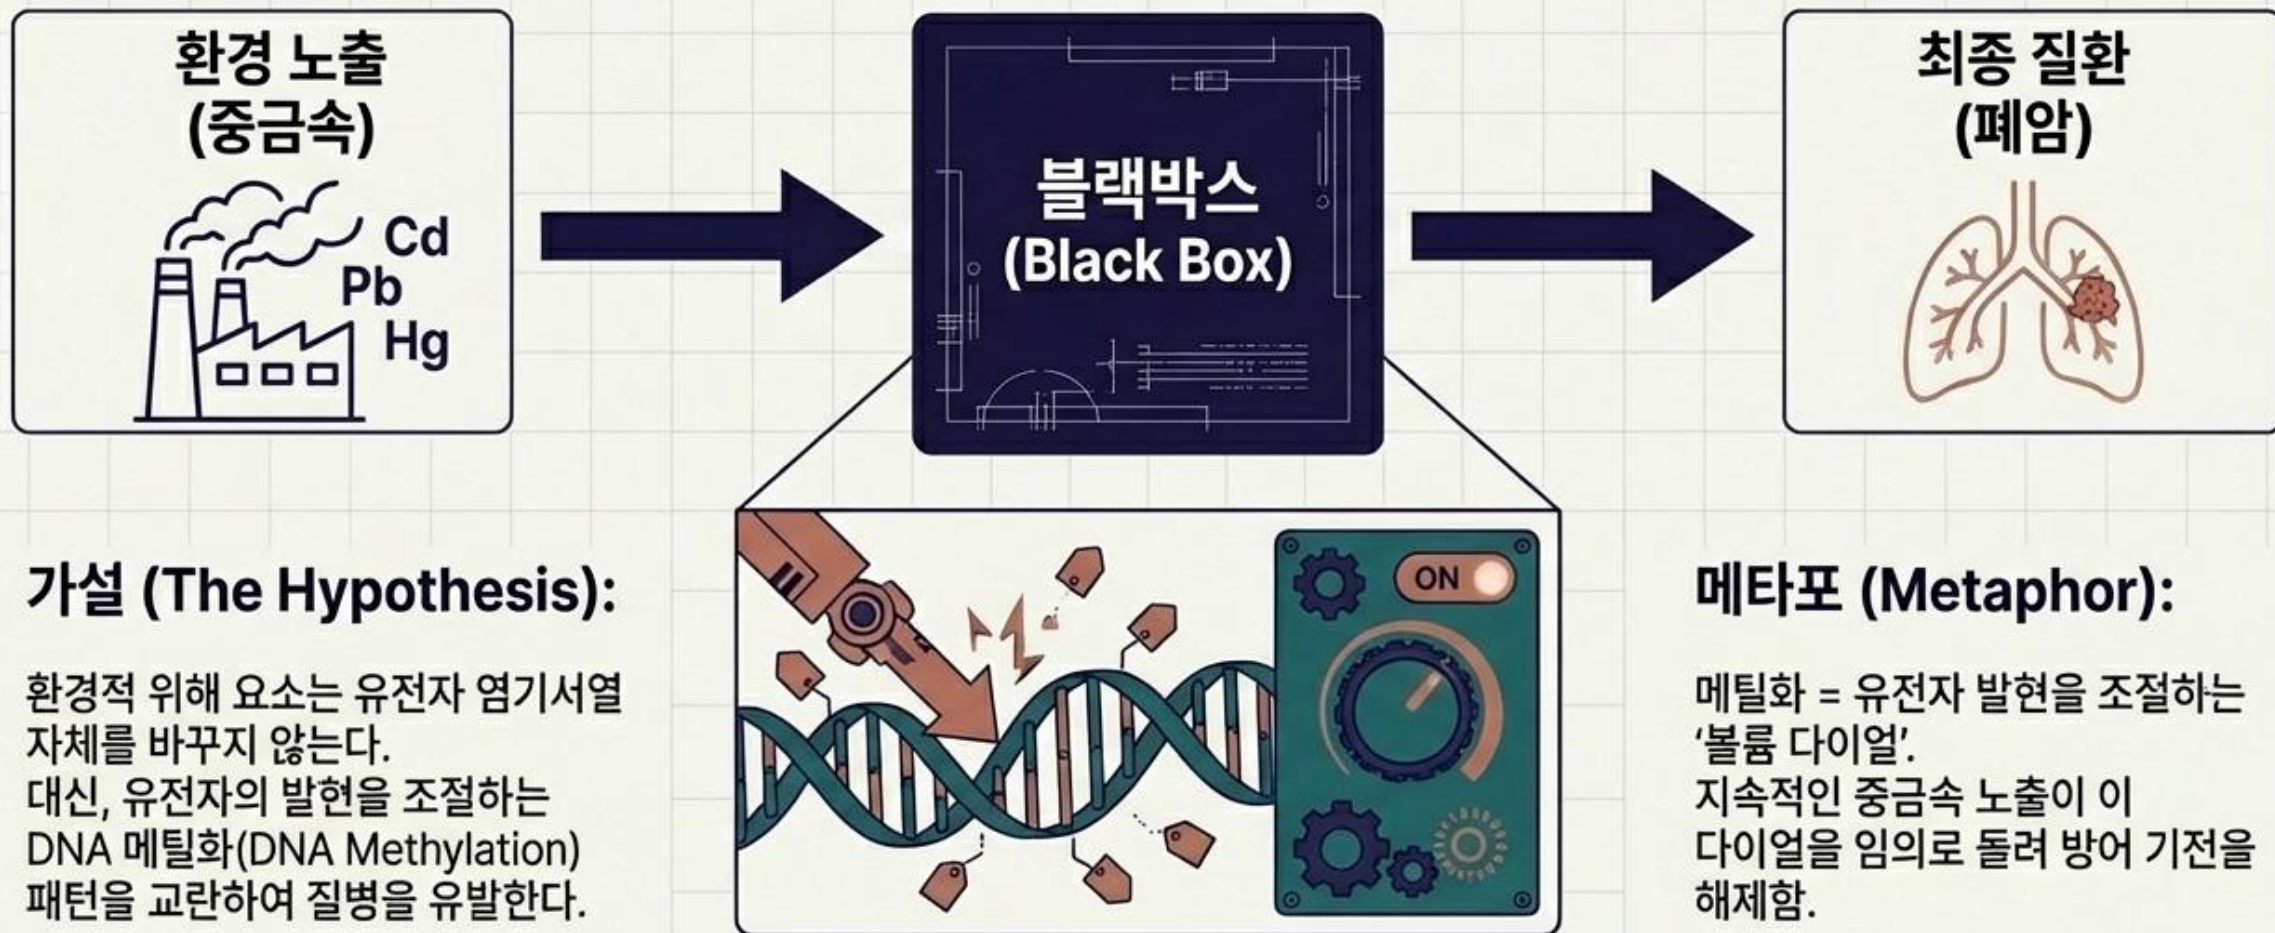 환경 노출
(중금속)
Cd
Pb
Hg
블랙박스
(Black Box)
최종 질환
(폐암)
가설 (The Hypothesis):
환경적 위해 요소는 유전자 염기서열
자체를 바꾸지 않는다.
대신, 유전자의 발현을 조절하는
DNA 메틸화(DNA Methylation)
패턴을 교란하여 질병을 유발한다.
ON
메타포 (Metaphor):
메틸화 = 유전자 발현을 조절하는
‘볼륨 다이얼’.
지속적인 중금속 노출이 이
다이얼을 임의로 돌려 방어 기전을
해제함.